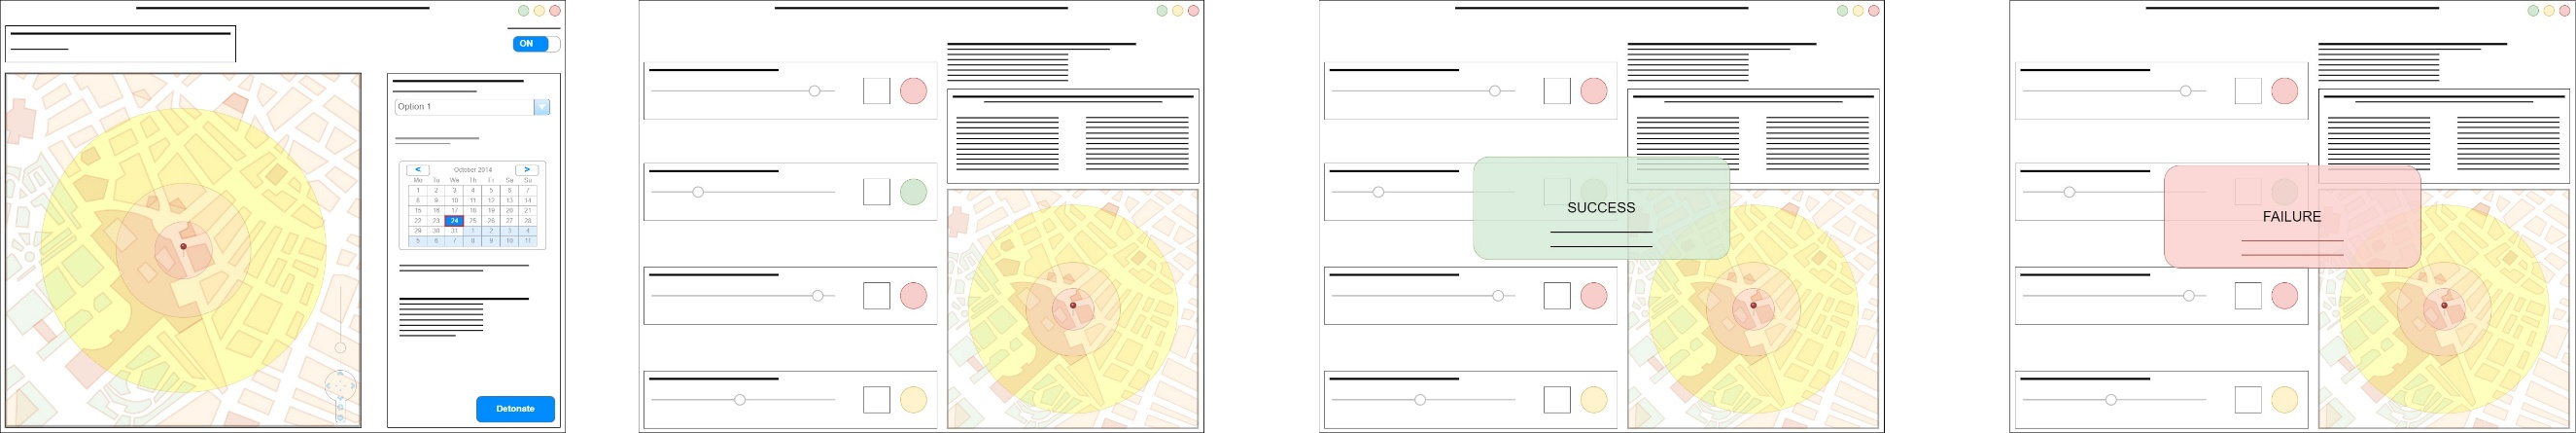 ON
Option 1
< October 2014 >
Mo Tu We Th Fr Sa Su
1 2 3 4 5 6 7
8 9 10 11 12 13 14
15 16 17 18 19 20 21
22 23 24 25 26 27 28
29 30 31 1 2 3 4
5 6 7 8 9 10 11
Detonate
SUCCESS
FAILURE